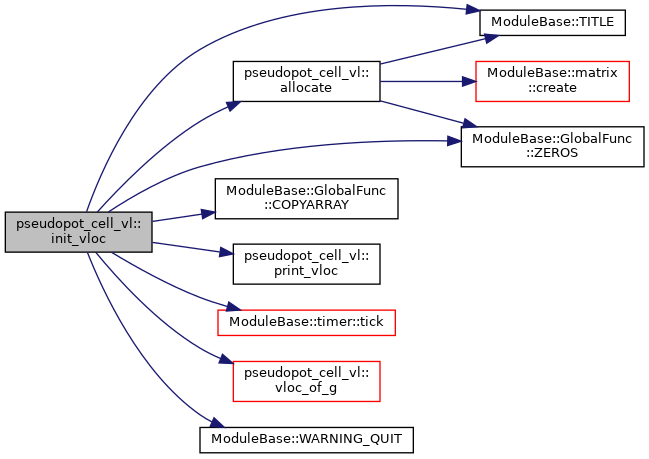 pseudopot_cell_vl::
init_vloc
pseudopot_cell_vl::
allocate
ModuleBase::TITLE
ModuleBase::matrix
::create
ModuleBase::GlobalFunc
::ZEROS
ModuleBase::GlobalFunc
::COPYARRAY
pseudopot_cell_vl::
print_vloc
ModuleBase::timer::tick
pseudopot_cell_vl::
vloc_of_g
ModuleBase::WARNING_QUIT